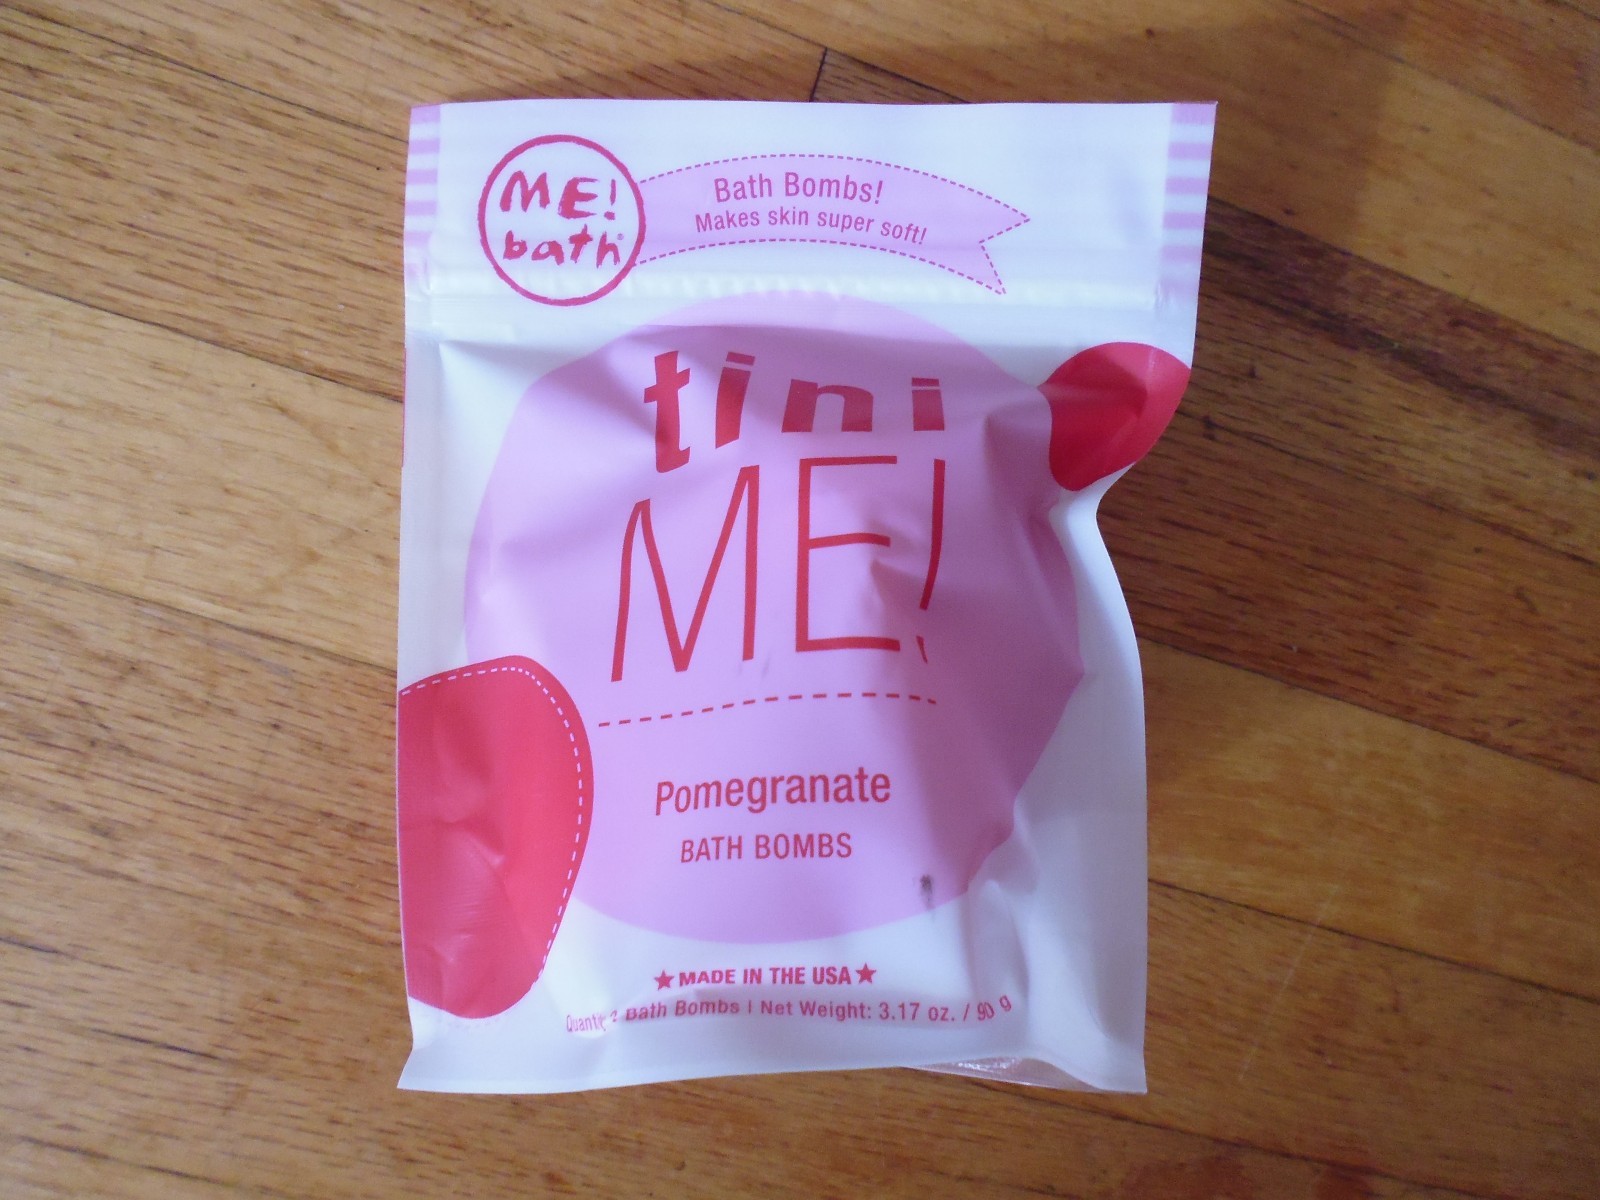 ME!
bath®
Bath Bombs!
Makes skin super soft!
tini
ME!
Pomegranate
BATH BOMBS
★ MADE IN THE USA ★
Bath Bombs | Net Weight: 3.17 oz. / 90 g